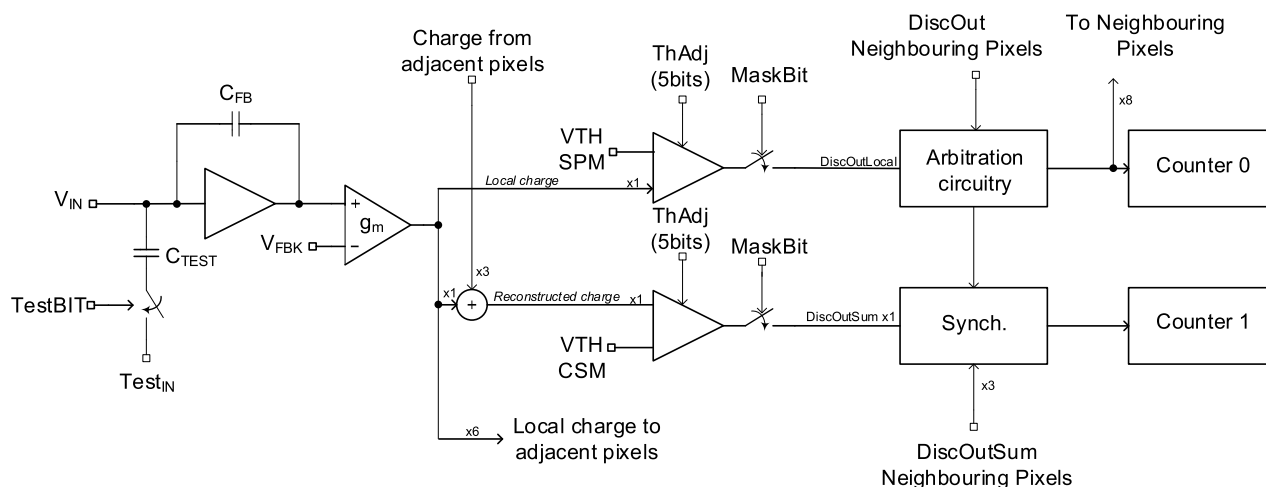 DiscOut
Neighbouring Pixels
To Neighbouring
Pixels
Charge from
adjacent pixels
ThAdj
(5bits)
MaskBit
C_FB
x8
VTH
SPM
DiscOutLocal
Arbitration
circuitry
Counter 0
Local charge
x1
V_IN
+
g_m
−
V_FBK
C_TEST
ThAdj
(5bits)
MaskBit
x3
TestBIT
x1
+
Reconstructed charge
x1
DiscOutSum x1
Synch.
Counter 1
VTH
CSM
Test_IN
x3
x6
Local charge to
adjacent pixels
DiscOutSum
Neighbouring Pixels